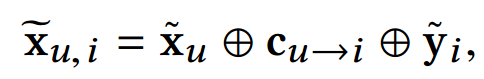 x̃_{u,i} = x̃_u ⊕ c_{u→i} ⊕ ỹ_i,